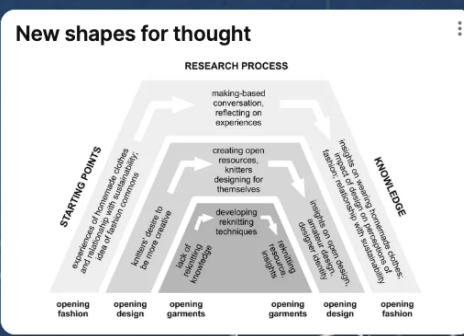 New shapes for thought
RESEARCH PROCESS
making-based
conversation,
reflecting on
experiences
STARTING POINTS
experiences of homemade clothes
and relationship with sustainability;
idea of fashion commons
creating open
resources,
knitters
designing for
themselves
knitters' desire to
be more creative
developing
reknitting
techniques
lack of
reknitting
knowledge
reknitting
resource,
insights
insights on open design,
amateur design,
designer identity
insights on wearing homemade clothes;
impact of design on perceptions of
fashion; relationship with sustainability
KNOWLEDGE
opening
fashion
opening
design
opening
garments
opening
garments
opening
design
opening
fashion